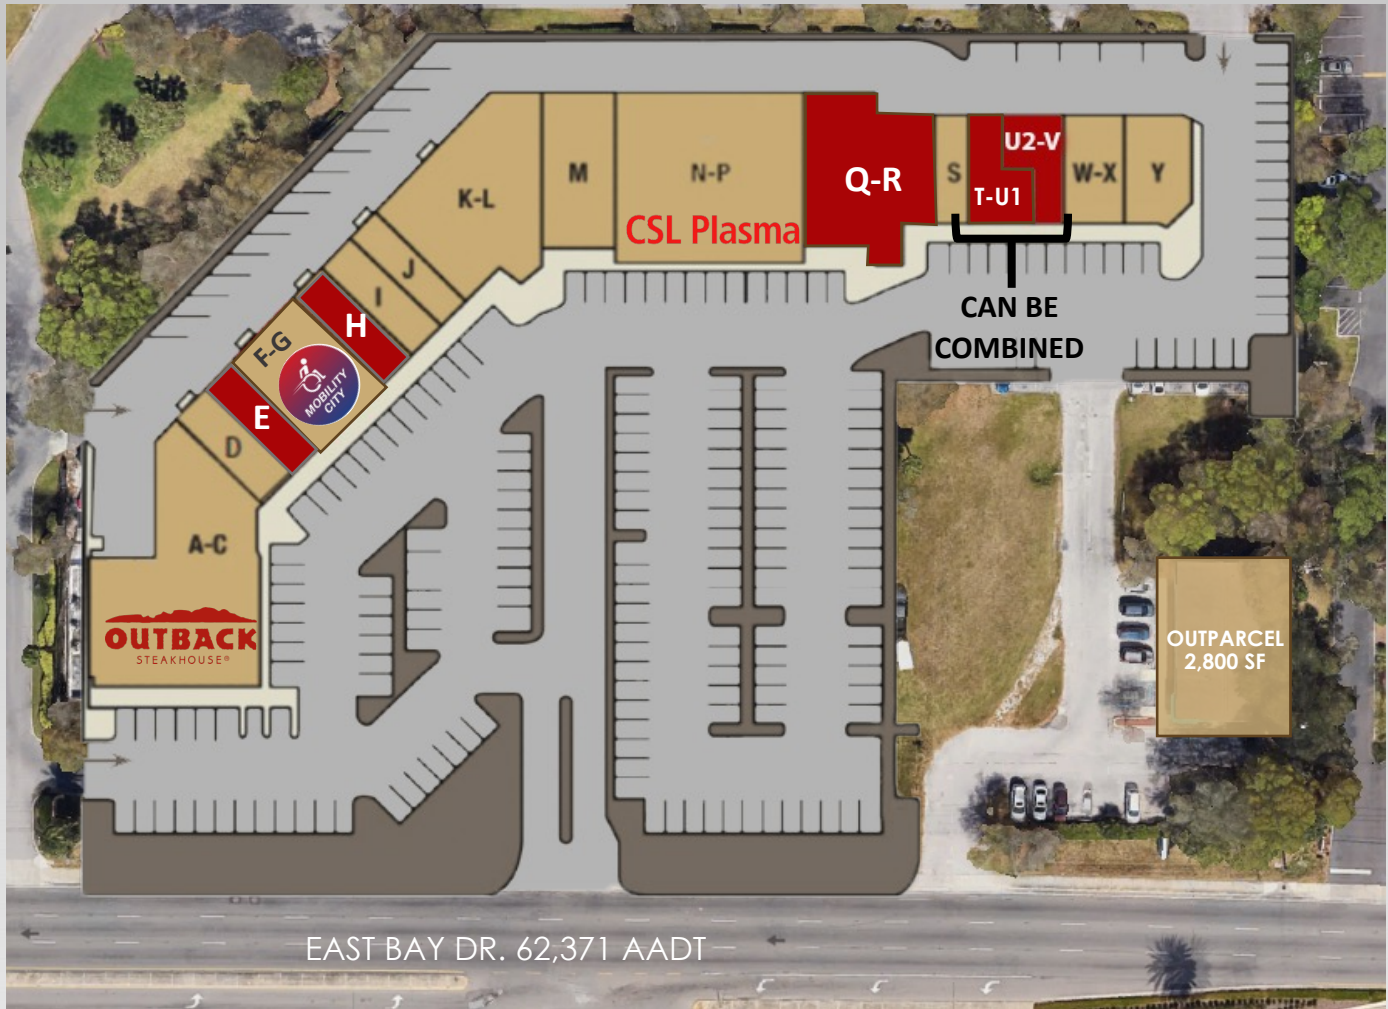 K-L
M
N-P
CSL Plasma
Q-R
S
U2-V
T-U1
W-X
Y
CAN BE
COMBINED
J
I
H
F-G
MOBILITY
CITY
E
D
A-C
OUTBACK
STEAKHOUSE®
OUTPARCEL
2,800 SF
EAST BAY DR. 62,371 AADT